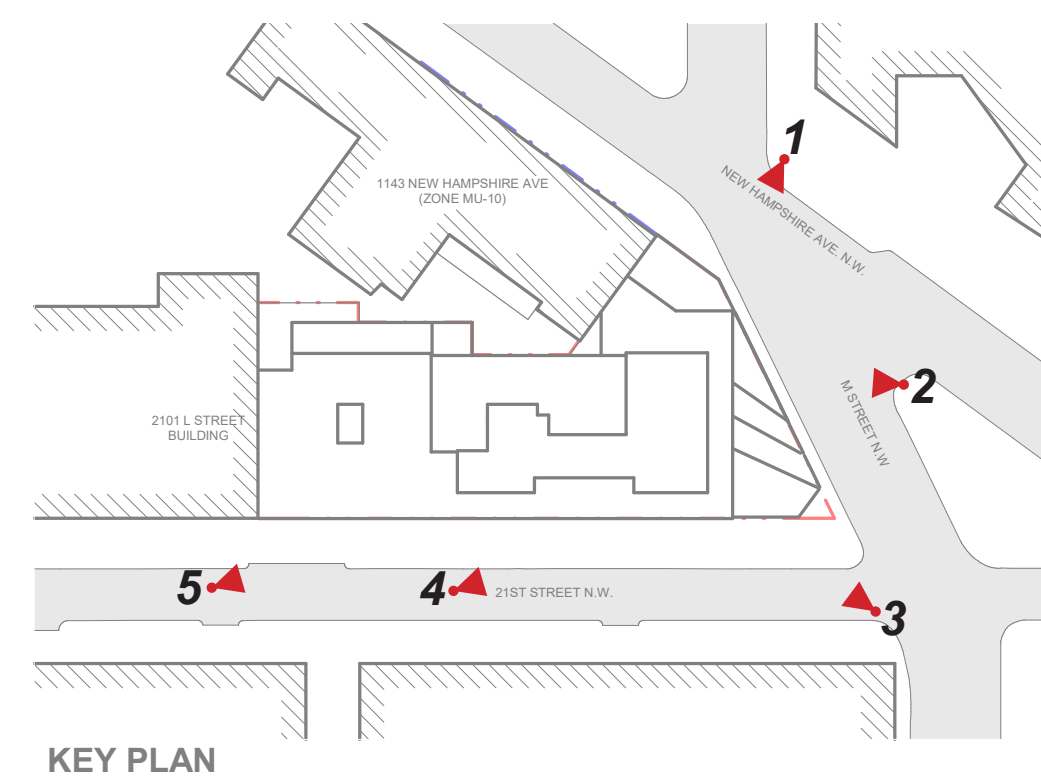 1
NEW HAMPSHIRE AVE. N.W.
1143 NEW HAMPSHIRE AVE
(ZONE MU-10)
2
M STREET N.W
2101 L STREET
BUILDING
5
4
21ST STREET N.W.
3
KEY PLAN